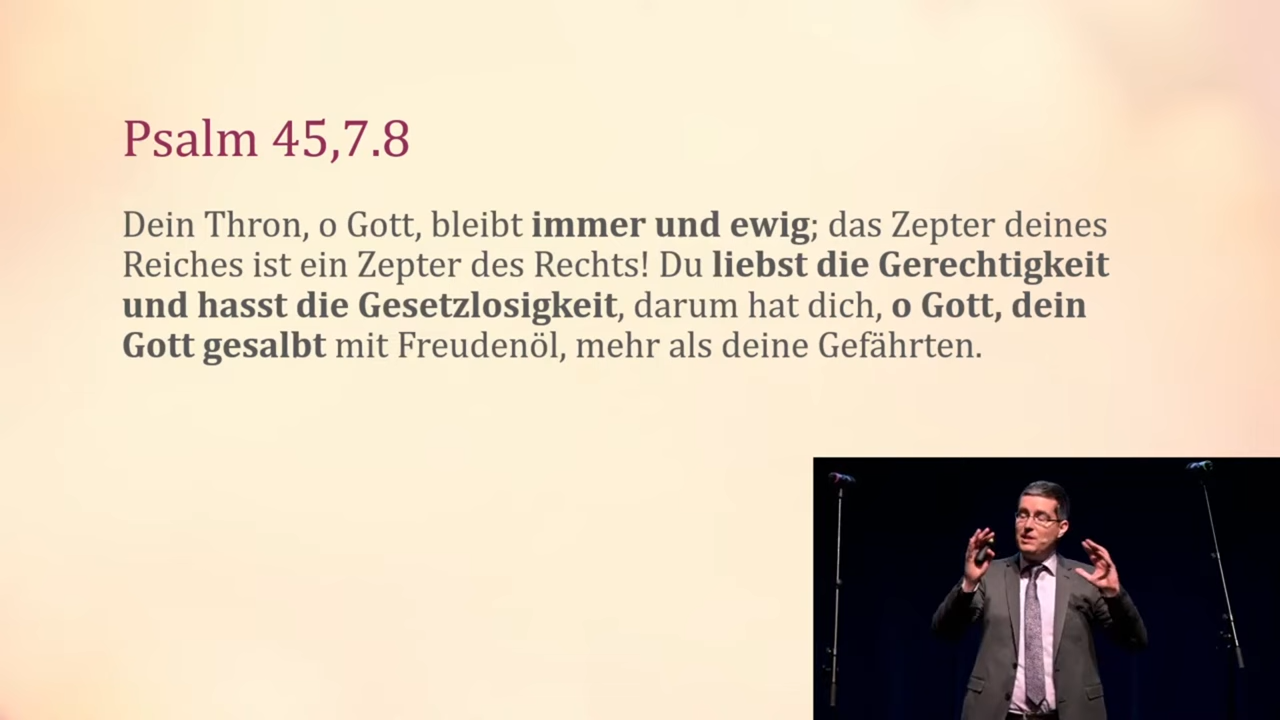 Psalm 45,7.8
Dein Thron, o Gott, bleibt immer und ewig; das Zepter deines
Reiches ist ein Zepter des Rechts! Du liebst die Gerechtigkeit
und hasst die Gesetzlosigkeit, darum hat dich, o Gott, dein
Gott gesalbt mit Freudenöl, mehr als deine Gefährten.